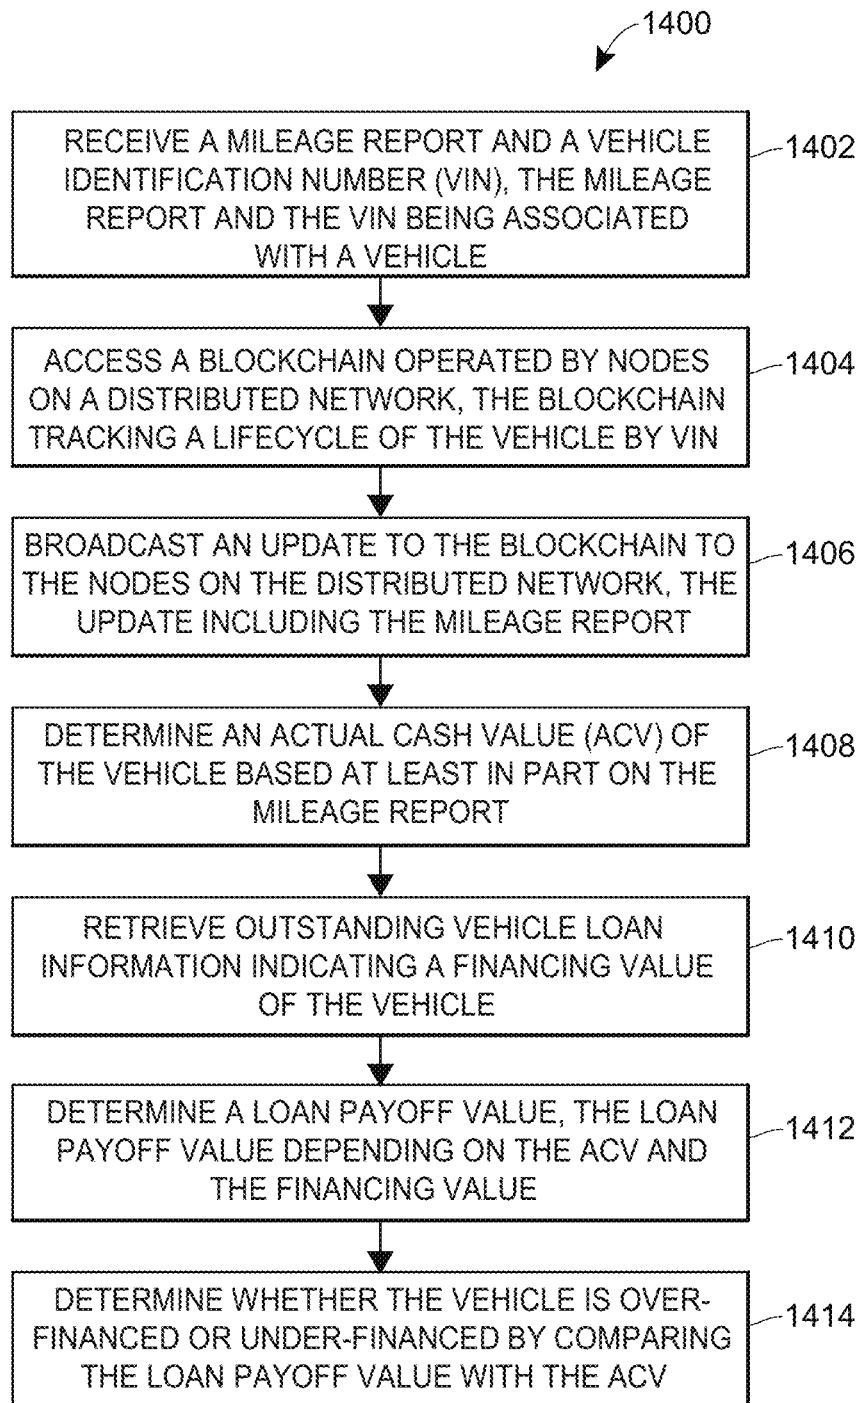 1400
RECEIVE A MILEAGE REPORT AND A VEHICLE
IDENTIFICATION NUMBER (VIN), THE MILEAGE
REPORT AND THE VIN BEING ASSOCIATED
WITH A VEHICLE
1402
ACCESS A BLOCKCHAIN OPERATED BY NODES
ON A DISTRIBUTED NETWORK, THE BLOCKCHAIN
TRACKING A LIFECYCLE OF THE VEHICLE BY VIN
1404
BROADCAST AN UPDATE TO THE BLOCKCHAIN TO
THE NODES ON THE DISTRIBUTED NETWORK, THE
UPDATE INCLUDING THE MILEAGE REPORT
1406
DETERMINE AN ACTUAL CASH VALUE (ACV) OF
THE VEHICLE BASED AT LEAST IN PART ON THE
MILEAGE REPORT
1408
RETRIEVE OUTSTANDING VEHICLE LOAN
INFORMATION INDICATING A FINANCING VALUE
OF THE VEHICLE
1410
DETERMINE A LOAN PAYOFF VALUE, THE LOAN
PAYOFF VALUE DEPENDING ON THE ACV AND
THE FINANCING VALUE
1412
DETERMINE WHETHER THE VEHICLE IS OVER-
FINANCED OR UNDER-FINANCED BY COMPARING
THE LOAN PAYOFF VALUE WITH THE ACV
1414